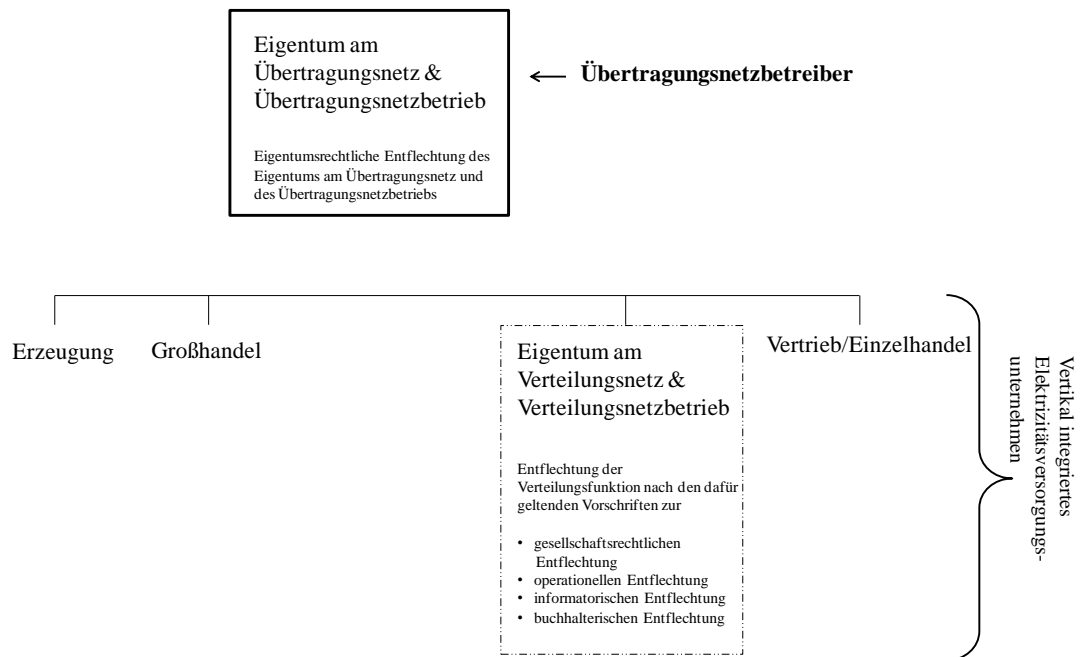 Eigentum am
Übertragungsnetz &
Übertragungsnetzbetrieb
Eigentumsrechtliche Entflechtung des
Eigentums am Übertragungsnetz und
des Übertragungsnetzbetriebs
Übertragungsnetzbetreiber
Erzeugung
Großhandel
Eigentum am
Verteilungsnetz &
Verteilungsnetzbetrieb
Entflechtung der
Verteilungsfunktion nach den dafür
geltenden Vorschriften zur
• gesellschaftsrechtlichen
Entflechtung
• operationellen Entflechtung
• informatorischen Entflechtung
• buchhalterischen Entflechtung
Vertrieb/Einzelhandel
Vertikal integriertes
Elektrizitätsversorgungs-
unternehmen